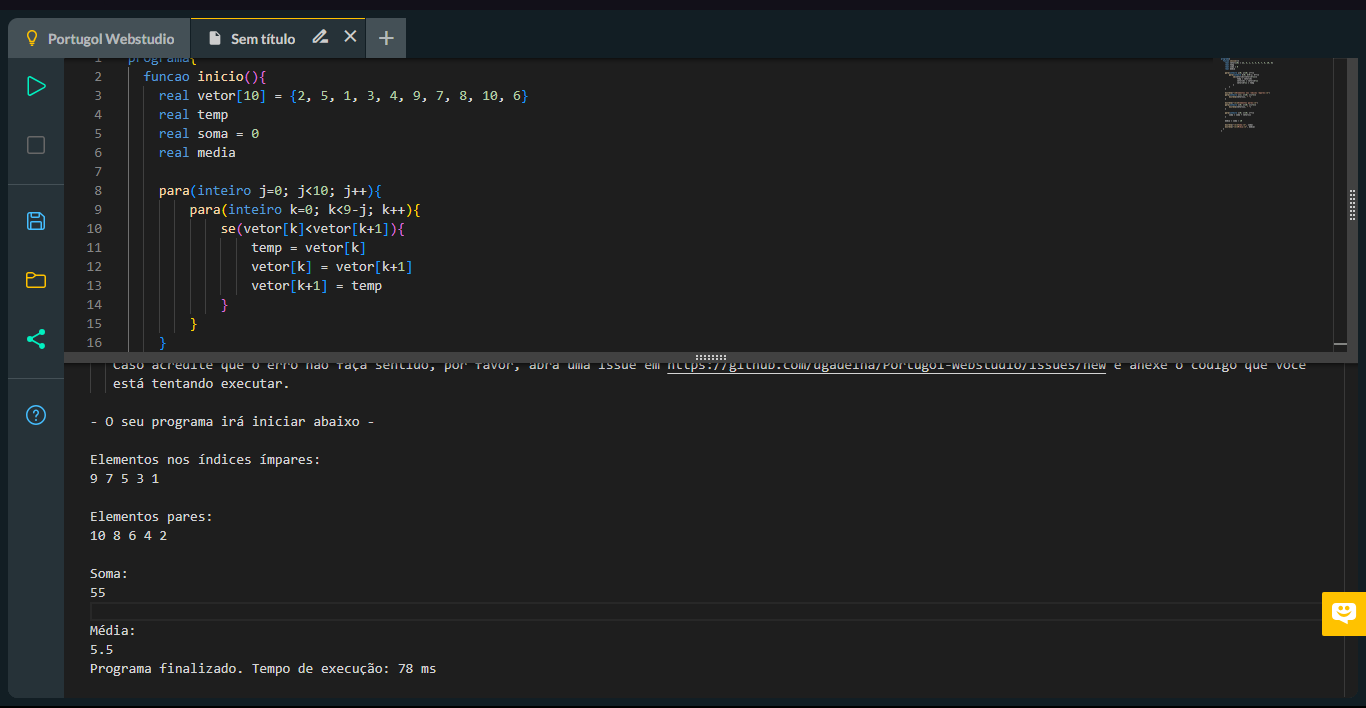 Portugol Webstudio
Sem título
1 programa{
2 funcao inicio(){
3 real vetor[10] = {2, 5, 1, 3, 4, 9, 7, 8, 10, 6}
4 real temp
5 real soma = 0
6 real media
7
8 para(inteiro j=0; j<10; j++){
9 para(inteiro k=0; k<9-j; k++){
10 se(vetor[k]<vetor[k+1]){
11 temp = vetor[k]
12 vetor[k] = vetor[k+1]
13 vetor[k+1] = temp
14 }
15 }
16 }
Caso acredite que o erro não faça sentido, por favor, abra uma issue em https://github.com/dgadelha/Portugol-Webstudio/issues/new e anexe o código que você
está tentando executar.
- O seu programa irá iniciar abaixo -
Elementos nos índices ímpares:
9 7 5 3 1
Elementos pares:
10 8 6 4 2
Soma:
55
Média:
5.5
Programa finalizado. Tempo de execução: 78 ms